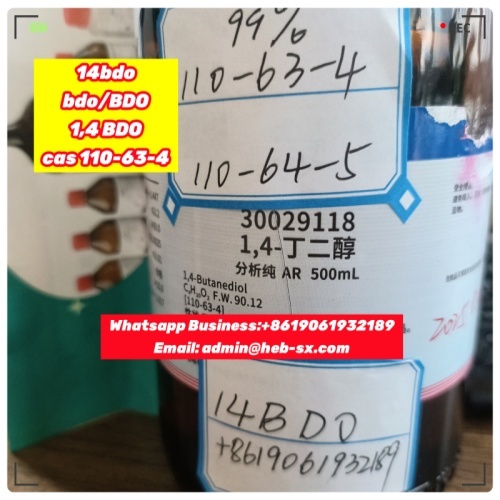 REC
99%
110-63-4
110-64-5
14bdo
bdo/BDO
1,4 BDO
cas 110-63-4
30029118
1,4-丁二醇
分析纯 AR 500mL
1,4-Butanediol
C₄H₁₀O₂ F.W. 90.12
[110-63-4]
Whatsapp Business:+8619061932189
Email: admin@heb-sx.com
14BDO
+8619061932189